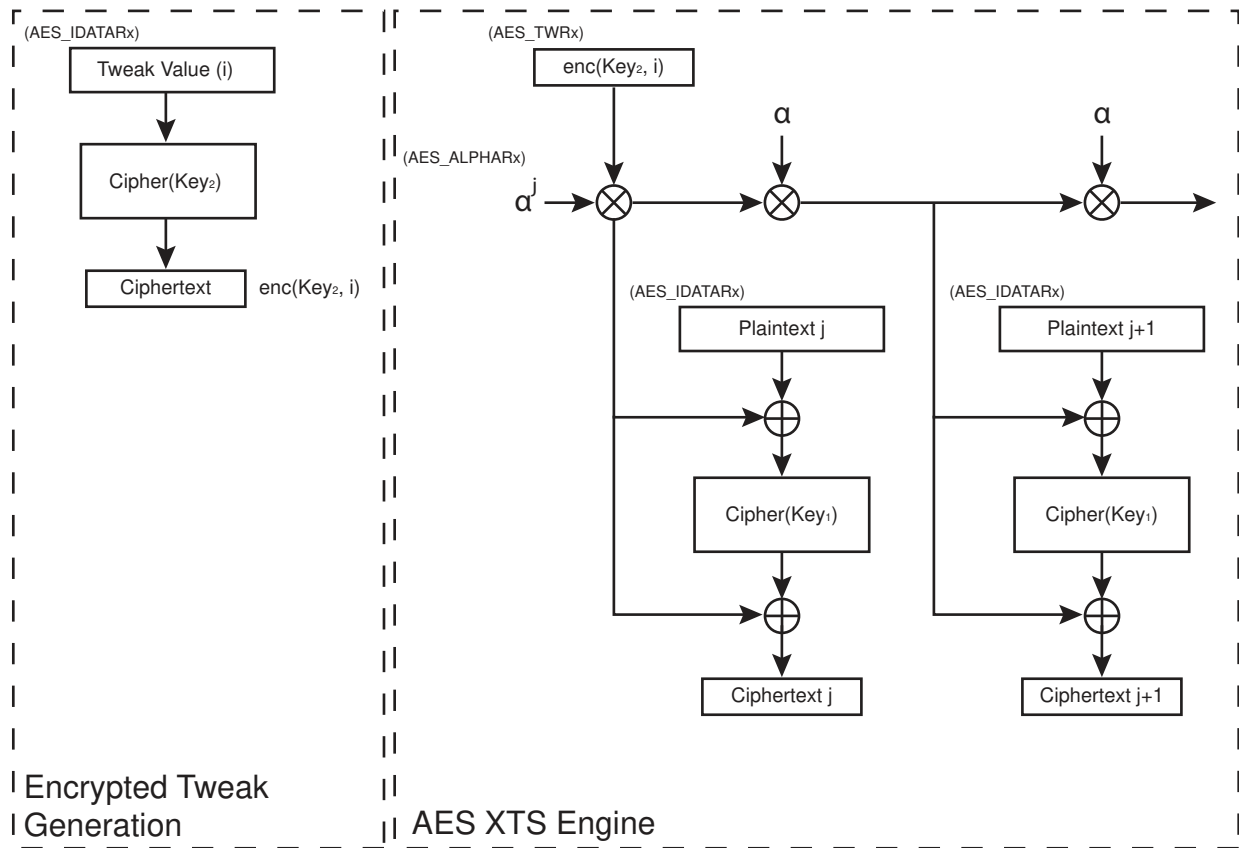 (AES_IDATARx)
Tweak Value (i)
Cipher(Key₂)
Ciphertext
enc(Key₂, i)
Encrypted Tweak
Generation
(AES_TWRx)
enc(Key₂, i)
α
α
(AES_ALPHARx)
αʲ
(AES_IDATARx)
(AES_IDATARx)
Plaintext j
Plaintext j+1
Cipher(Key₁)
Cipher(Key₁)
Ciphertext j
Ciphertext j+1
AES XTS Engine